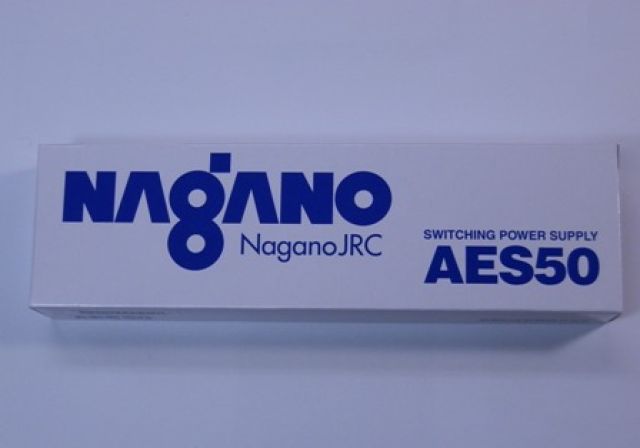 NAGANO
NaganoJRC
SWITCHING POWER SUPPLY
AES50